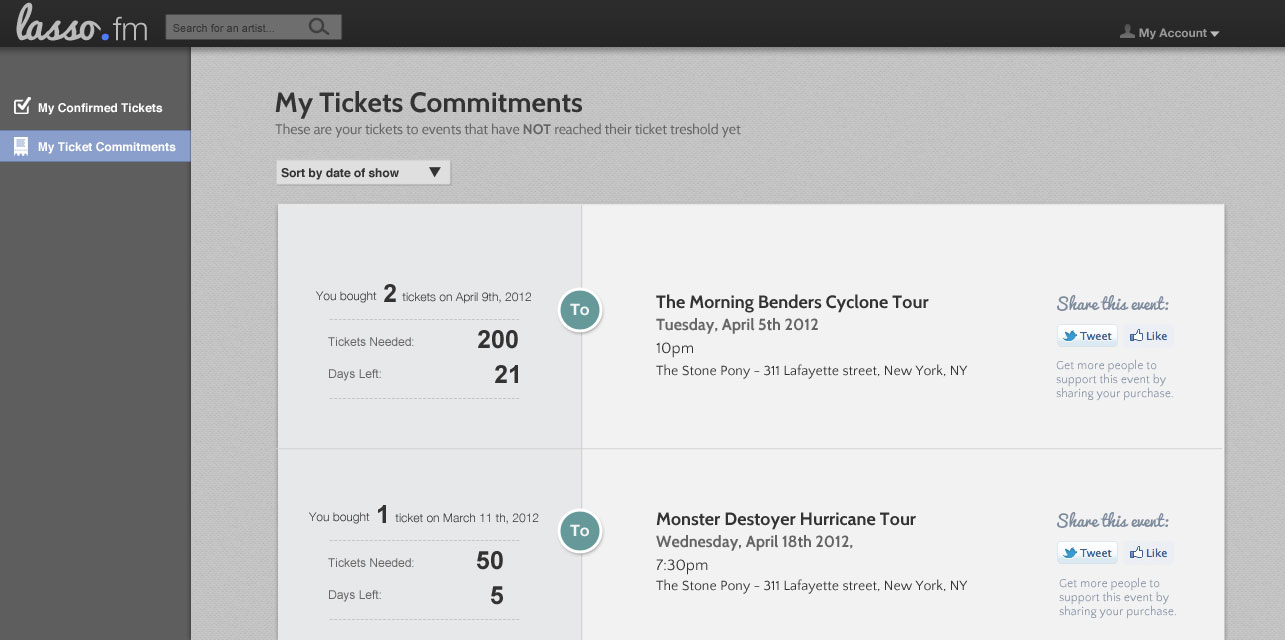 lasso.fm
Search for an artist...
My Account
My Confirmed Tickets
My Ticket Commitments
My Tickets Commitments
These are your tickets to events that have NOT reached their ticket treshold yet
Sort by date of show
You bought 2 tickets on April 9th, 2012
Tickets Needed: 200
Days Left: 21
To
The Morning Benders Cyclone Tour
Tuesday, April 5th 2012
10pm
The Stone Pony - 311 Lafayette street, New York, NY
Share this event:
Tweet Like
Get more people to
support this event by
sharing your purchase.
You bought 1 ticket on March 11 th, 2012
Tickets Needed: 50
Days Left: 5
To
Monster Destoyer Hurricane Tour
Wednesday, April 18th 2012,
7:30pm
The Stone Pony - 311 Lafayette street, New York, NY
Share this event:
Tweet Like
Get more people to
support this event by
sharing your purchase.